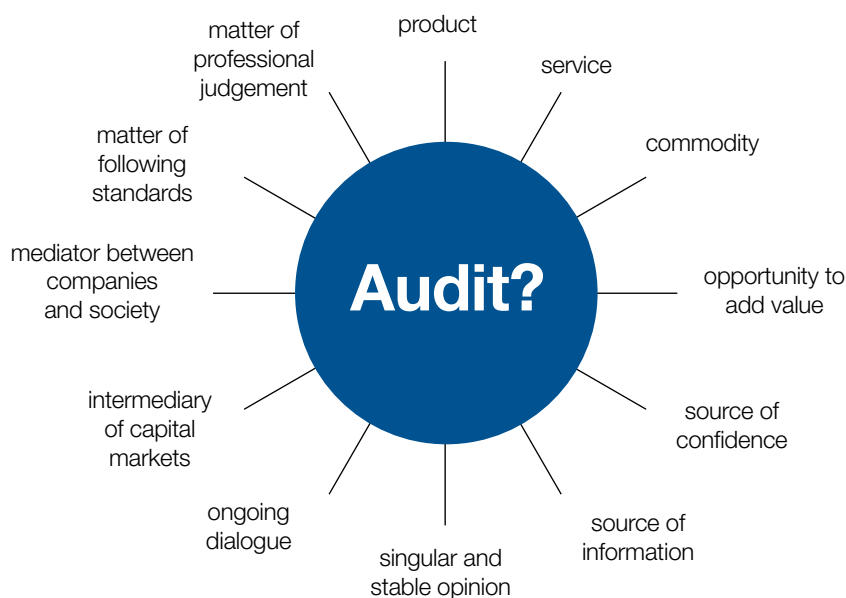 product
service
commodity
opportunity to
add value
source of
confidence
source of
information
singular and
stable opinion
ongoing
dialogue
intermediary
of capital
markets
mediator between
companies
and society
matter of
following
standards
matter of
professional
judgement
Audit?